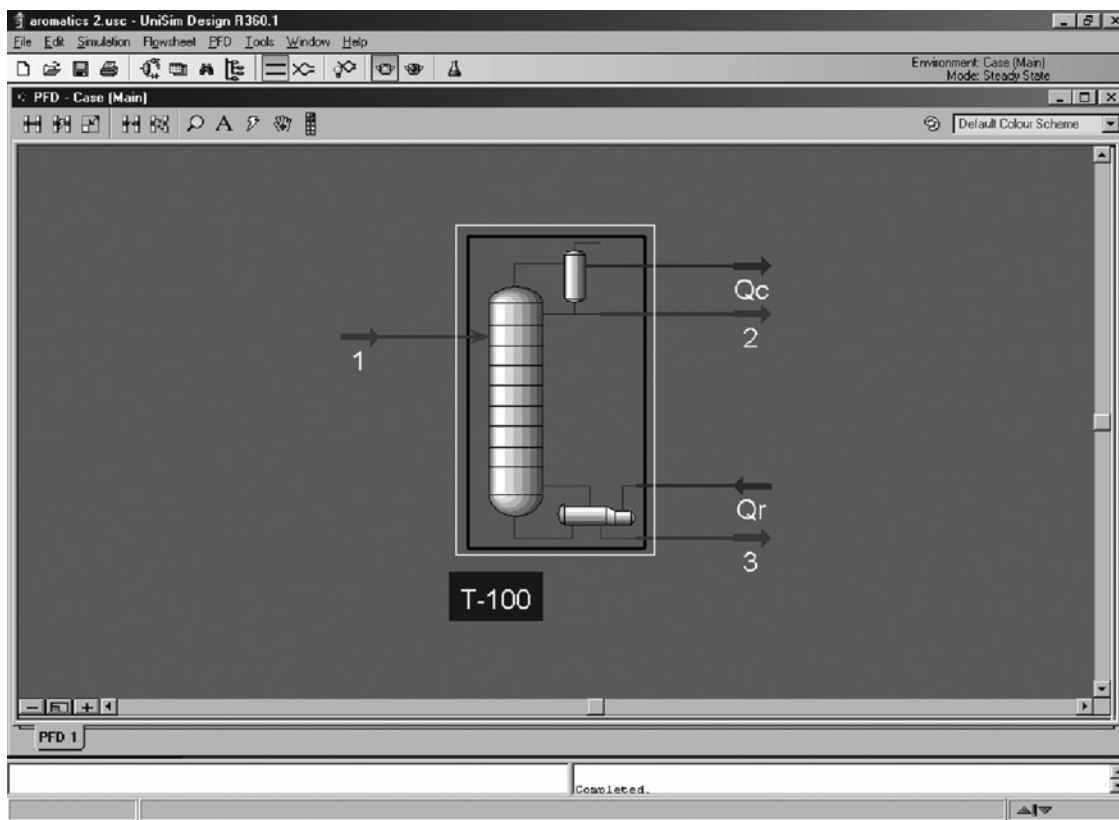 aromatics 2.usc - UniSim Design R360.1
File Edit Simulation Flowsheet PFD Tools Window Help
Environment: Case (Main)
Mode: Steady State
PFD - Case (Main)
A
Default Colour Scheme
Qc
2
1
Qr
3
T-100
PFD 1
Completed.